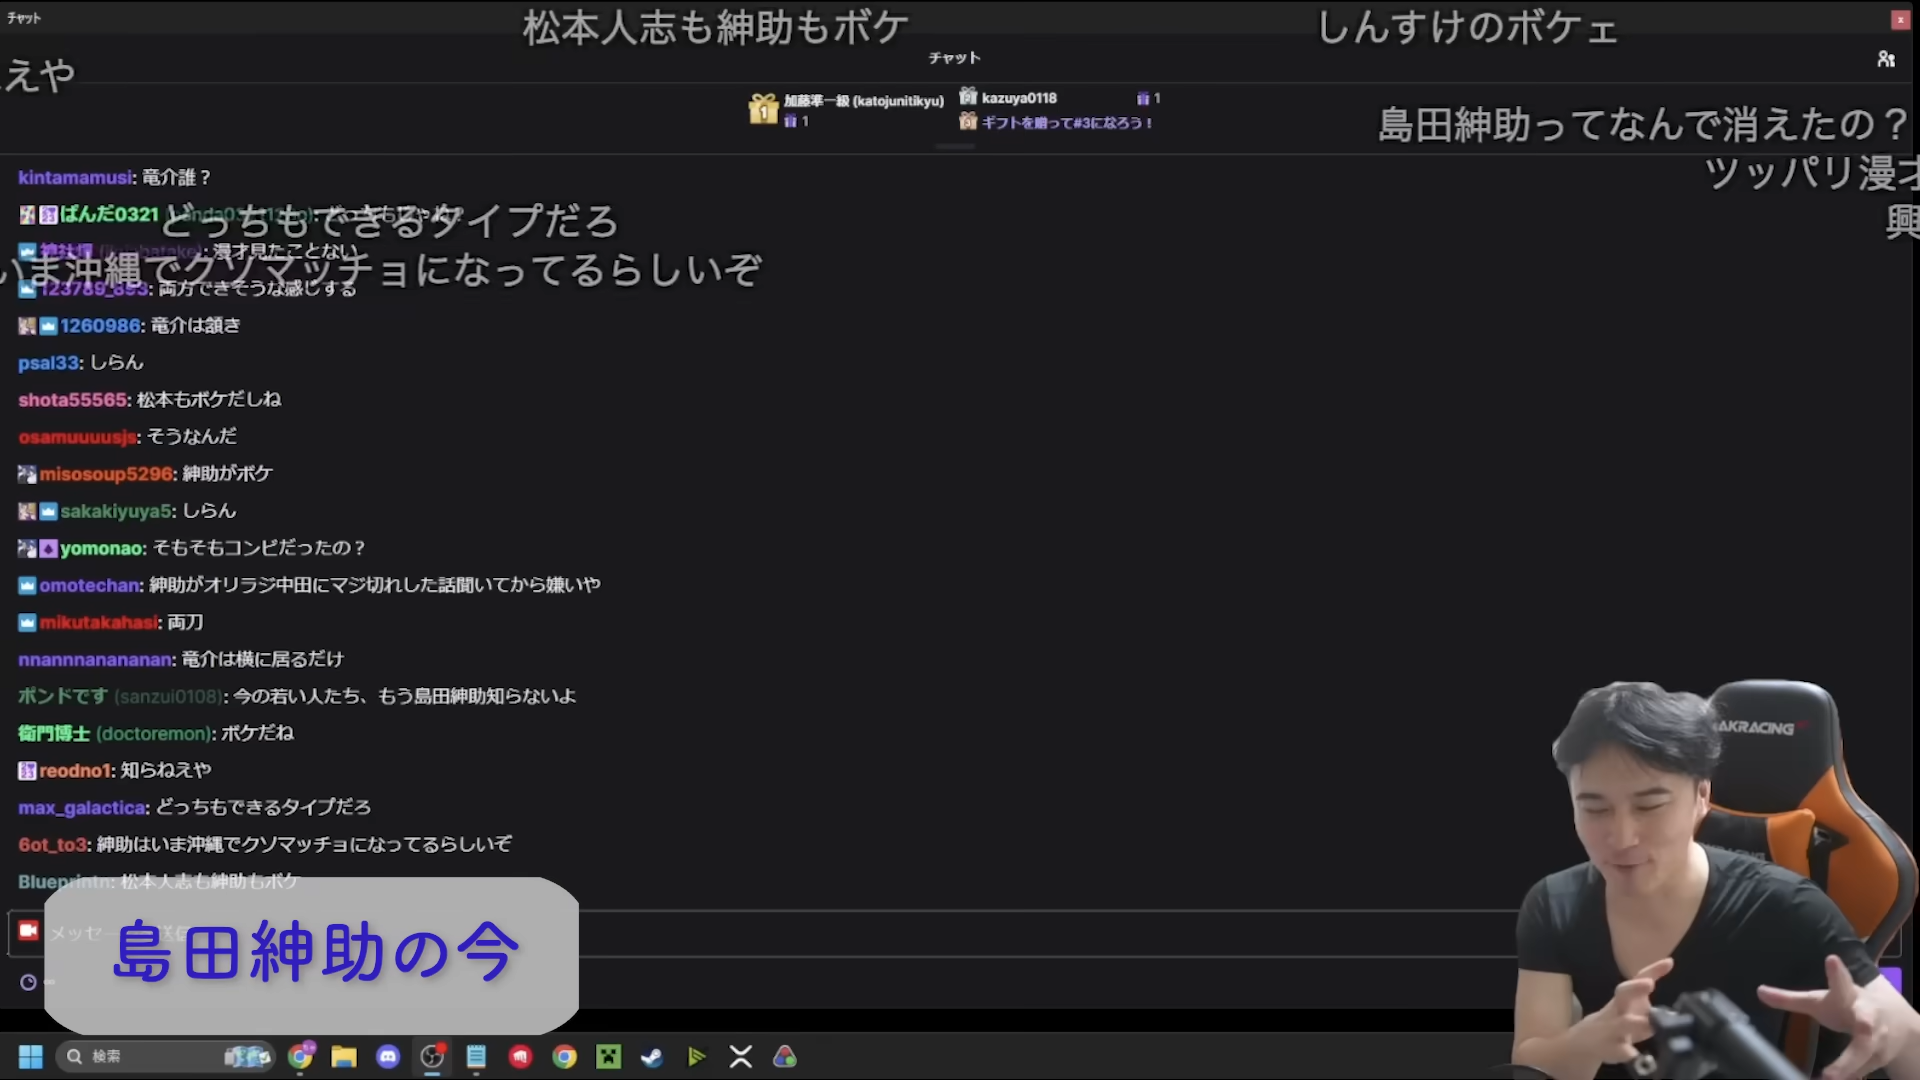 チャット
松本人志も紳助もボケ
しんすけのボケェ
チャット
えや
加藤準一級 (katojunitikyu)
1
kazuya0118
1
ギフトを贈って#3になろう！
島田紳助ってなんで消えたの？
ツッパリ漫才
興
kintamamusi: 竜介誰？
ぱんだ0321
どっちもできるタイプだろ
漫才見たことない
いま沖縄でクソマッチョになってるらしいぞ
123789_893: 両方できそうな感じする
1260986: 竜介は頷き
psal33: しらん
shota55565: 松本もボケだしね
osamuuuusjs: そうなんだ
misosoup5296: 紳助がボケ
sakakiyuya5: しらん
yomonao: そもそもコンビだったの？
omotechan: 紳助がオリラジ中田にマジ切れした話聞いてから嫌いや
mikutakahasi: 両刀
nnannnanananan: 竜介は横に居るだけ
ポンドです (sanzui0108): 今の若い人たち、もう島田紳助知らないよ
衛門博士 (doctoremon): ボケだね
reodno1: 知らねえや
max_galactica: どっちもできるタイプだろ
6ot_to3: 紳助はいま沖縄でクソマッチョになってるらしいぞ
Blueprintn: 松本人志も紳助もボケ
島田紳助の今
検索
AKRACING